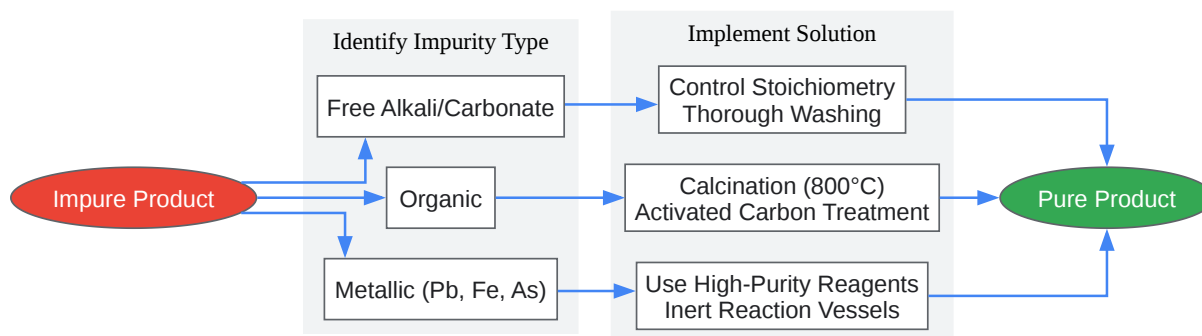 Identify Impurity Type
Implement Solution
Impure Product
Free Alkali/Carbonate
Control Stoichiometry
Thorough Washing
Organic
Calcination (800°C)
Activated Carbon Treatment
Metallic (Pb, Fe, As)
Use High-Purity Reagents
Inert Reaction Vessels
Pure Product